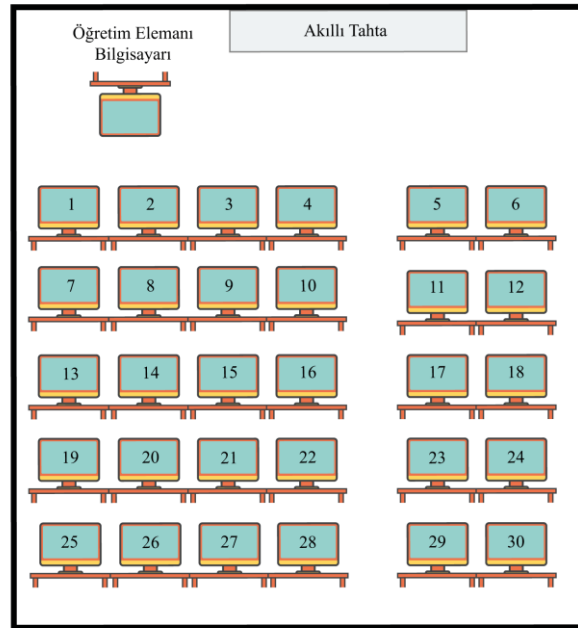 Öğretim Elemanı
Bilgisayarı
Akıllı Tahta
1 2 3 4 5 6
7 8 9 10 11 12
13 14 15 16 17 18
19 20 21 22 23 24
25 26 27 28 29 30